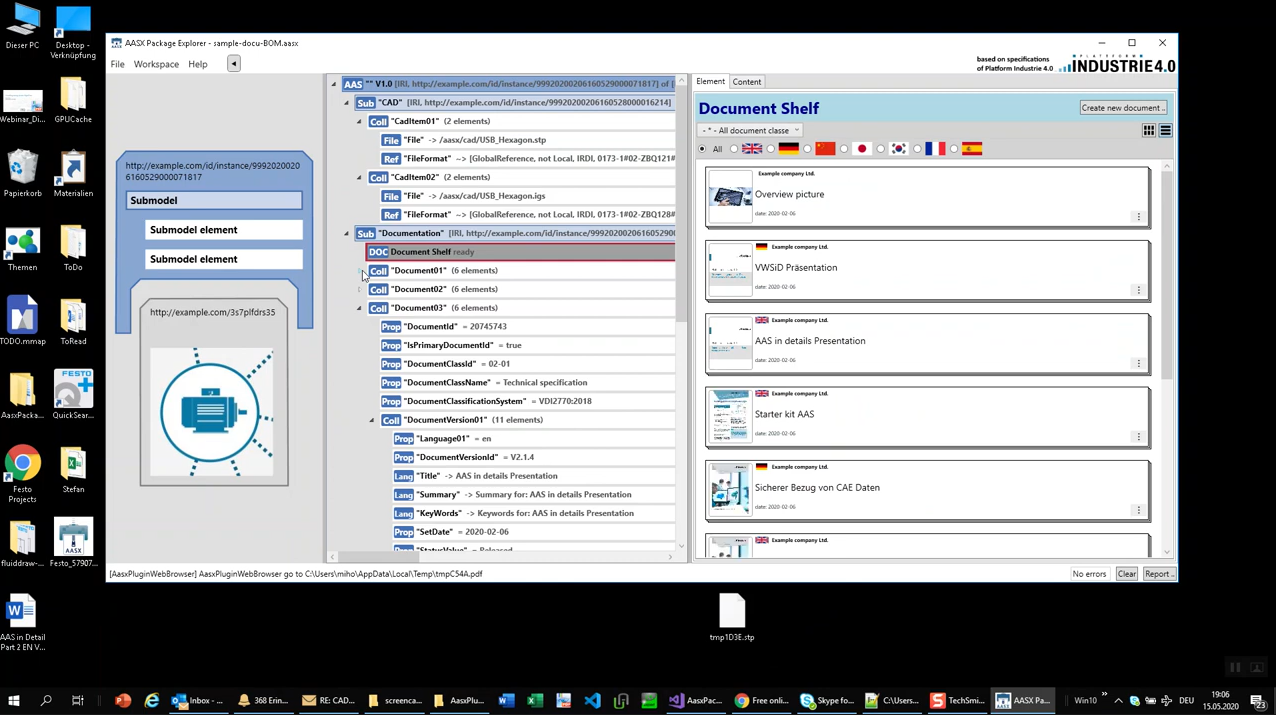 Dieser PC
Desktop -
Verknüpfung
Webinar_D...
GPUCache
Papierkorb
Materialien
Themen
ToDo
TODO.mmap
ToRead
AasxPacka...
QuickSear...
Festo
Projects
Stefan
fluiddraw-...
Festo_57907...
AAS in Detail
Part 2 EN V...
AASX Package Explorer - sample-docu-BOM.aasx
File Workspace Help
based on specifications
of Platform Industrie 4.0
INDUSTRIE4.0
http://example.com/id/instance/9992020020
6160529000071817
Submodel
Submodel element
Submodel element
http://example.com/3s7plfdrs35
AAS "" V1.0 [IRI, http://example.com/id/instance/99920200206160529000071817] of [
Sub "CAD" [IRI, http://example.com/id/instance/99920200206160528000016214]
Coll "CadItem01" (2 elements)
File "File" -> /aasx/cad/USB_Hexagon.stp
Ref "FileFormat" ~> [GlobalReference, not Local, IRDI, 0173-1#02-ZBQ121#
Coll "CadItem02" (2 elements)
File "File" -> /aasx/cad/USB_Hexagon.igs
Ref "FileFormat" ~> [GlobalReference, not Local, IRDI, 0173-1#02-ZBQ128#
Sub "Documentation" [IRI, http://example.com/id/instance/999202002061605290
DOC Document Shelf ready
Coll "Document01" (6 elements)
Coll "Document02" (6 elements)
Coll "Document03" (6 elements)
Prop "DocumentId" = 20745743
Prop "IsPrimaryDocumentId" = true
Prop "DocumentClassId" = 02-01
Prop "DocumentClassName" = Technical specification
Prop "DocumentClassificationSystem" = VDI2770:2018
Coll "DocumentVersion01" (11 elements)
Prop "Language01" = en
Prop "DocumentVersionId" = V2.1.4
Lang "Title" -> AAS in details Presentation
Lang "Summary" -> Summary for: AAS in details Presentation
Lang "KeyWords" -> Keywords for: AAS in details Presentation
Prop "SetDate" = 2020-02-06
Prop "StatusValue" = Released
Element Content
Document Shelf
Create new document ..
- * - All document classe
All
Example company Ltd.
Overview picture
date: 2020-02-06
Example company Ltd.
VWSiD Präsentation
date: 2020-02-06
Example company Ltd.
AAS in details Presentation
date: 2020-02-06
Example company Ltd.
Starter kit AAS
date: 2020-02-06
Example company Ltd.
Sicherer Bezug von CAE Daten
date: 2020-02-06
Example company Ltd.
[AasxPluginWebBrowser] AasxPluginWebBrowser go to C:\Users\miho\AppData\Local\Temp\tmpC54A.pdf
No errors Clear Report ..
tmp1D3E.stp
Inbox - ...
368 Erin...
RE: CAD...
screenca...
AasxPlu...
AasxPac...
Free onli...
Skype fo...
C:\Users...
TechSmi...
AASX Pa...
Win10
DEU
19:06
15.05.2020